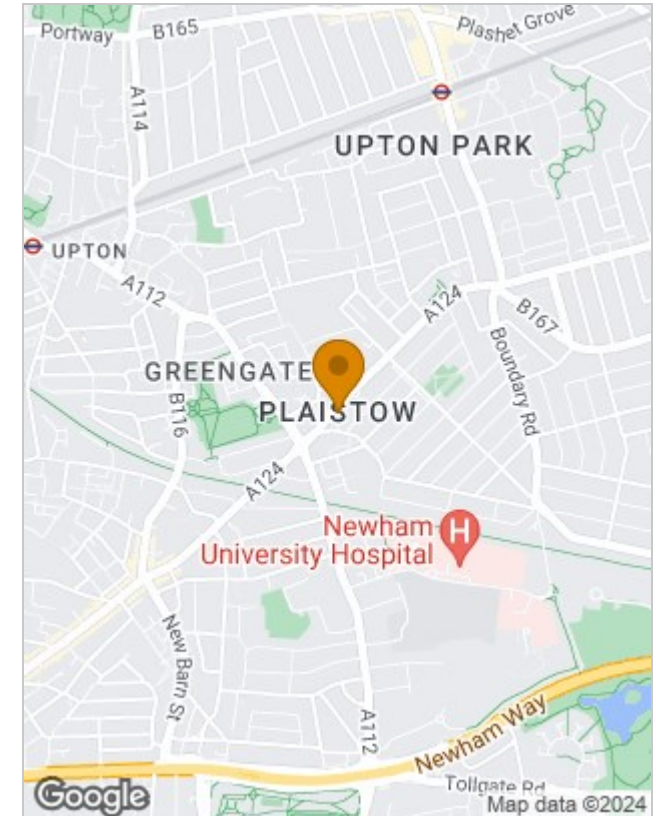 Portway
B165
Plashet Grove
A114
UPTON PARK
UPTON
A112
A124
B167
GREENGATE
Boundary Rd
PLAISTOW
B116
A124
Newham
University Hospital
H
New Barn St
A112
Newham Way
Tollgate Rd
Google
Map data ©2024